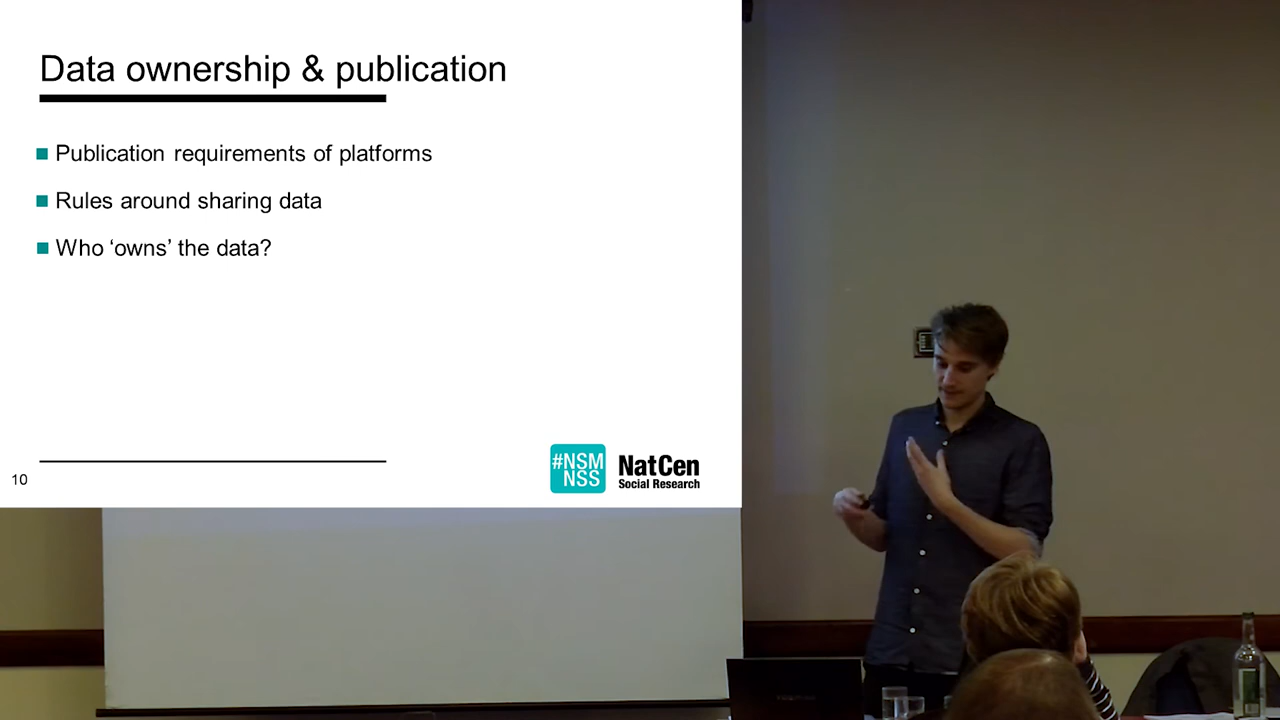 Data ownership & publication
Publication requirements of platforms
Rules around sharing data
Who ‘owns’ the data?
10
#NSM
NSS
NatCen
Social Research